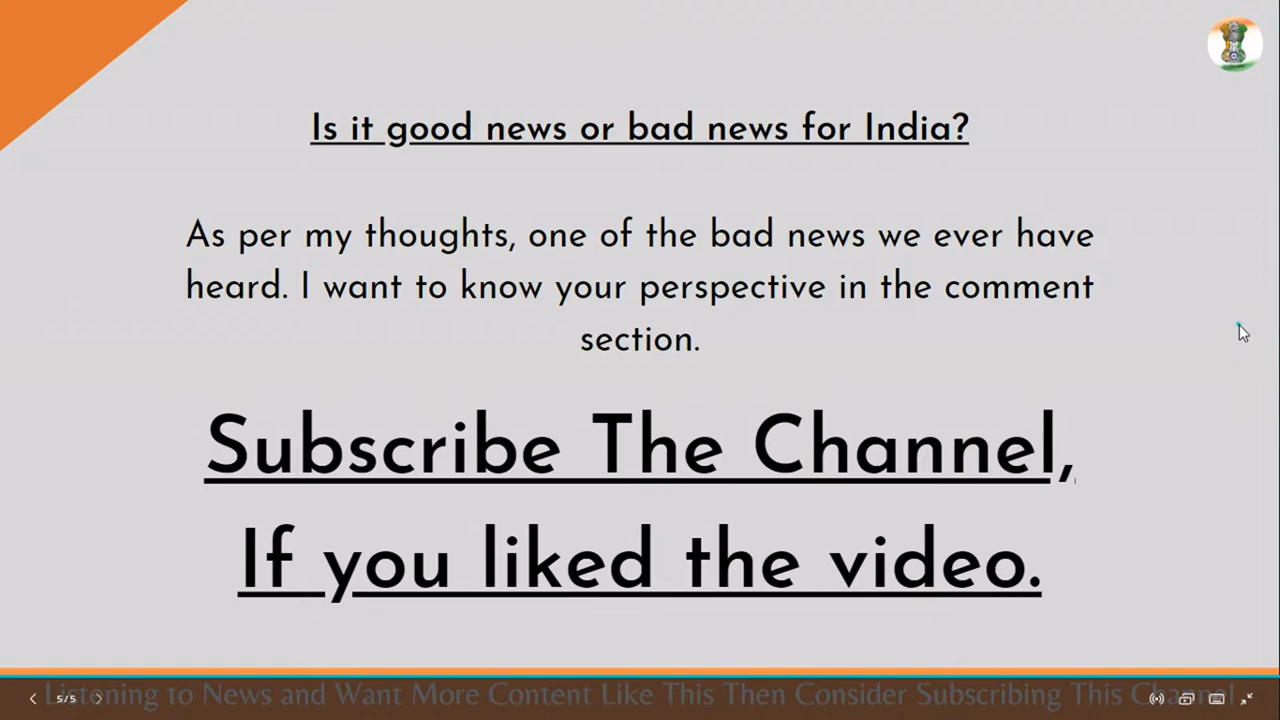 Is it good news or bad news for India?
As per my thoughts, one of the bad news we ever have
heard. I want to know your perspective in the comment
section.
Subscribe The Channel,
If you liked the video.
5/5
Listening to News and Want More Content Like This Then Consider Subscribing This Channel